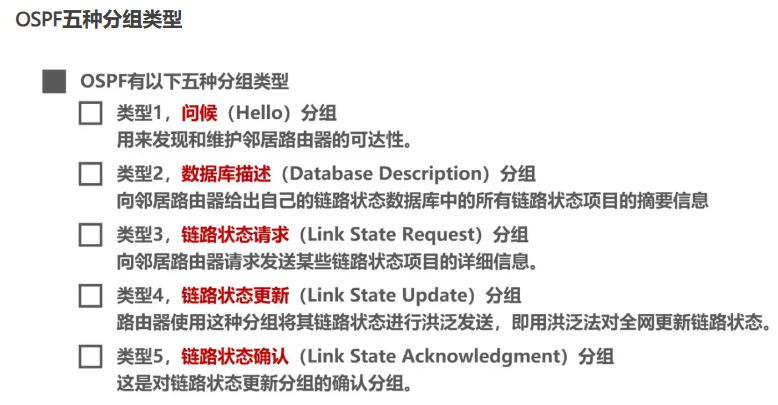 OSPF五种分组类型
OSPF有以下五种分组类型
类型1，问候（Hello）分组
用来发现和维护邻居路由器的可达性。
类型2，数据库描述（Database Description）分组
向邻居路由器给出自己的链路状态数据库中的所有链路状态项目的摘要信息
类型3，链路状态请求（Link State Request）分组
向邻居路由器请求发送某些链路状态项目的详细信息。
类型4，链路状态更新（Link State Update）分组
路由器使用这种分组将其链路状态进行洪泛发送，即用洪泛法对全网更新链路状态。
类型5，链路状态确认（Link State Acknowledgment）分组
这是对链路状态更新分组的确认分组。